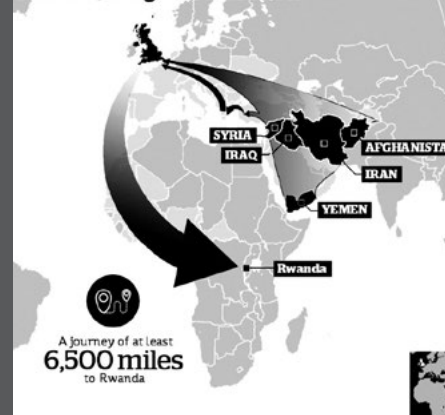 SYRIA
IRAQ
AFGHANISTA
IRAN
YEMEN
Rwanda
A journey of at least
6,500 miles
to Rwanda